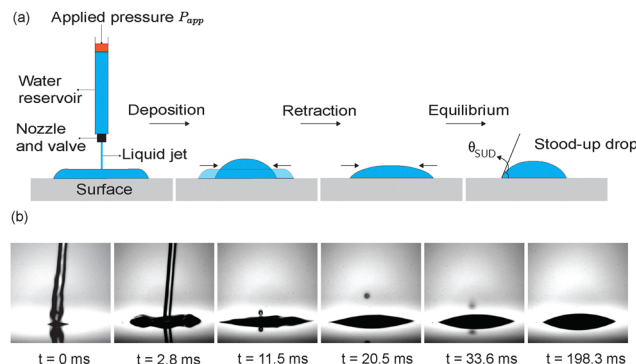 (a)
Applied pressure P_app
Water
reservoir
Nozzle
and valve
Liquid jet
Surface
Deposition
Retraction
Equilibrium
θ_SUD
Stood-up drop
(b)
t = 0 ms
t = 2.8 ms
t = 11.5 ms
t = 20.5 ms
t = 33.6 ms
t = 198.3 ms